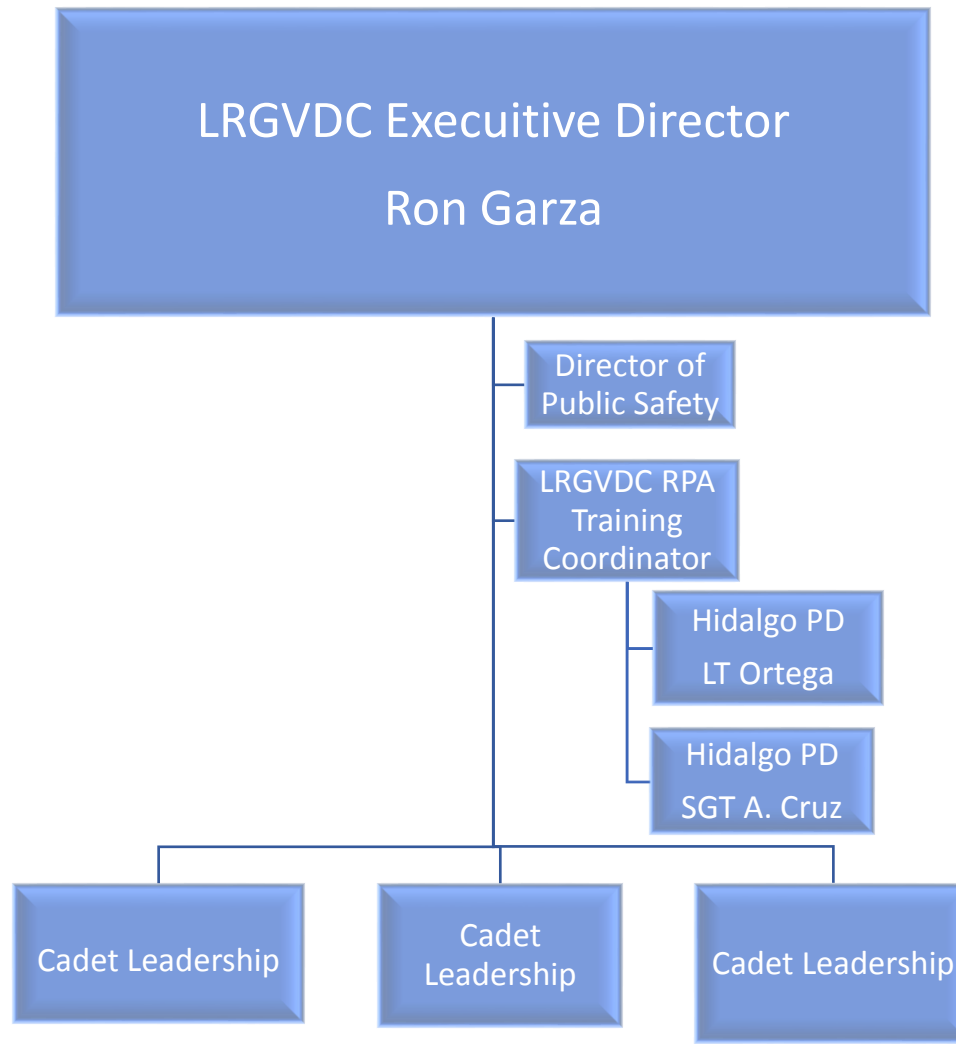 LRGVDC Execuitive Director
Ron Garza
Director of
Public Safety
LRGVDC RPA
Training
Coordinator
Hidalgo PD
LT Ortega
Hidalgo PD
SGT A. Cruz
Cadet Leadership
Cadet
Leadership
Cadet Leadership